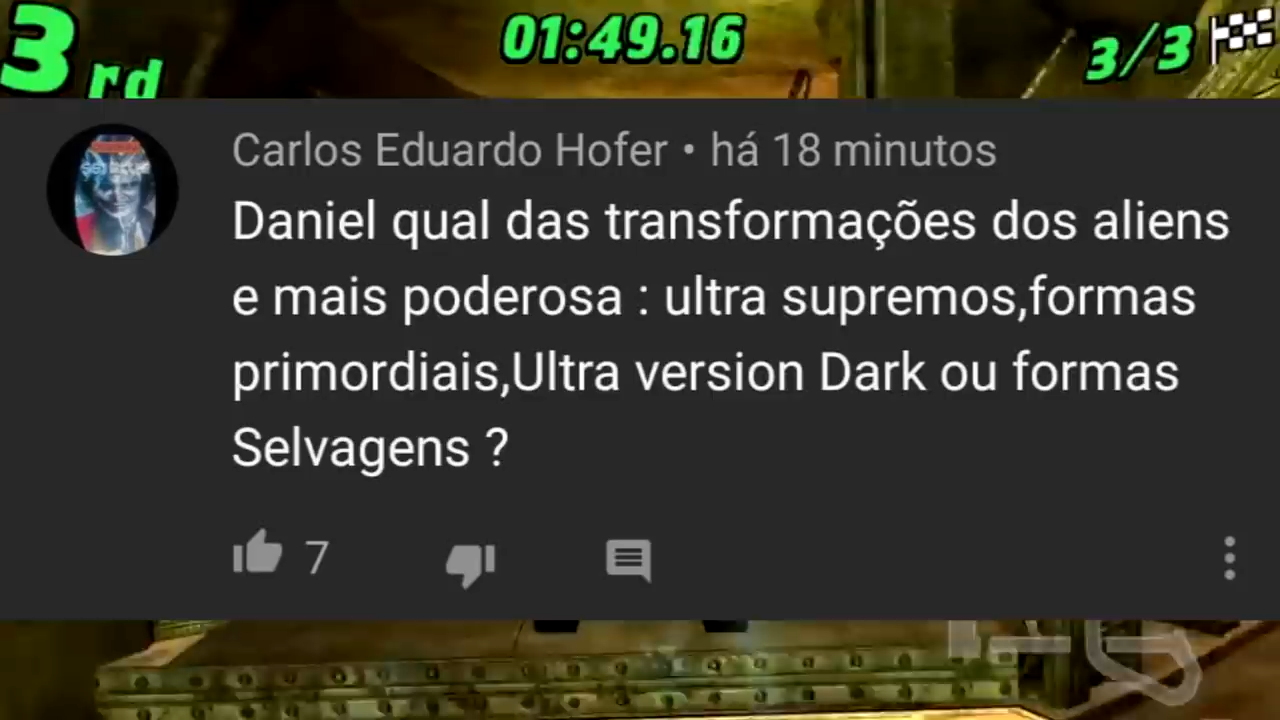 3rd 01:49.16 3/3
Carlos Eduardo Hofer • há 18 minutos
Daniel qual das transformações dos aliens
e mais poderosa : ultra supremos,formas
primordiais,Ultra version Dark ou formas
Selvagens ?
7